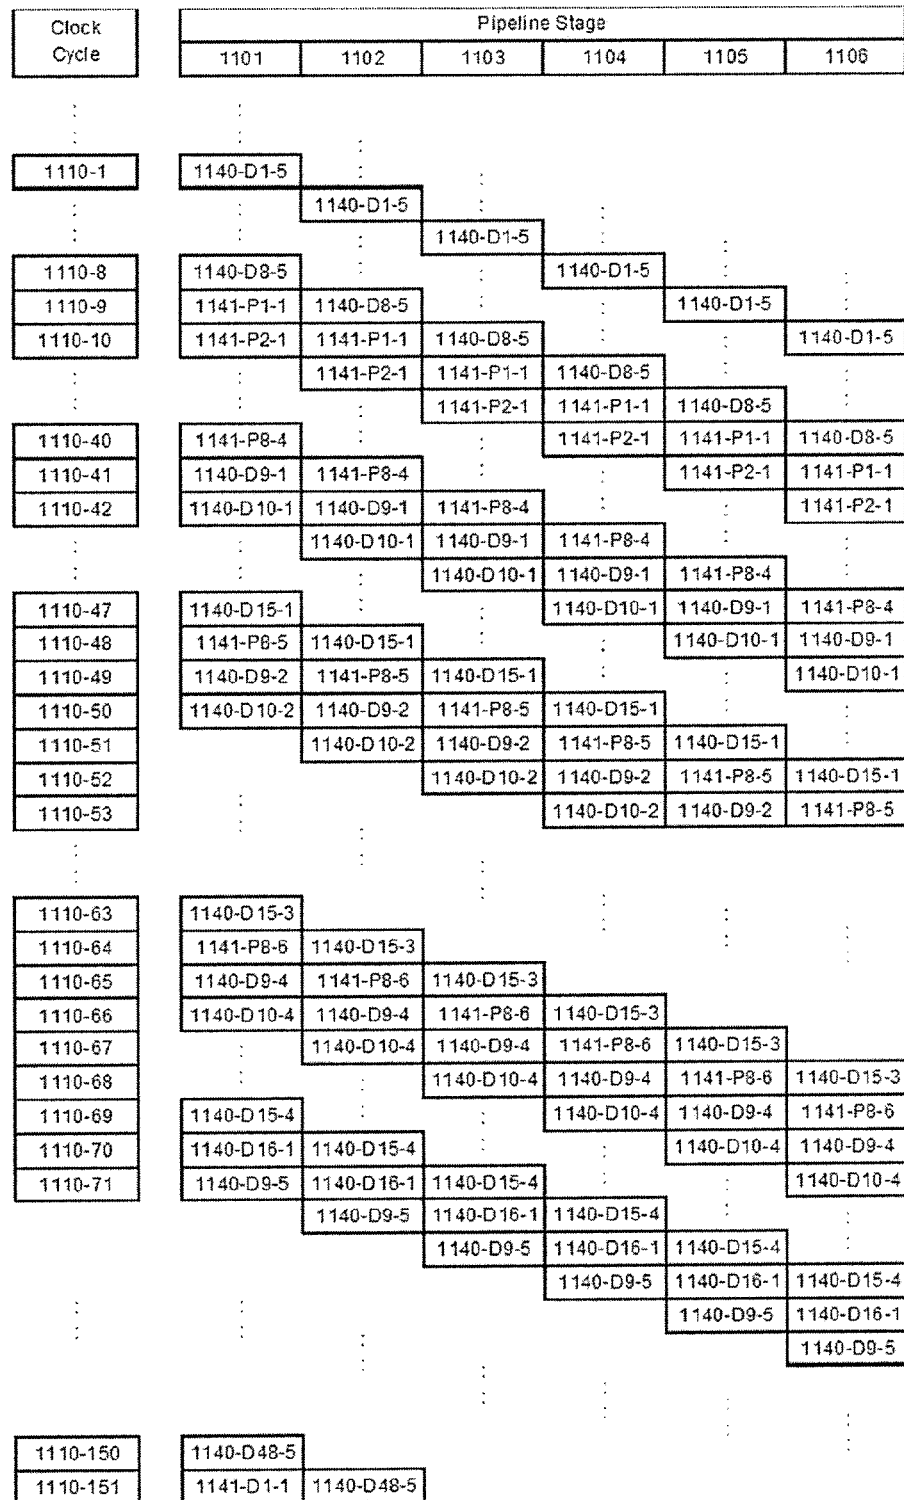 Clock Cycle Pipeline Stage
1101 1102 1103 1104 1105 1106
1110-1 1140-D1-5
1140-D1-5
1140-D1-5
1110-8 1140-D8-5 1140-D1-5
1110-9 1141-P1-1 1140-D8-5 1140-D1-5
1110-10 1141-P2-1 1141-P1-1 1140-D8-5 1140-D1-5
1141-P2-1 1141-P1-1 1140-D8-5
1141-P2-1 1141-P1-1 1140-D8-5
1110-40 1141-P8-4 1141-P2-1 1141-P1-1 1140-D8-5
1110-41 1140-D9-1 1141-P8-4 1141-P2-1 1141-P1-1
1110-42 1140-D10-1 1140-D9-1 1141-P8-4 1141-P2-1
1140-D10-1 1140-D9-1 1141-P8-4
1140-D10-1 1140-D9-1 1141-P8-4
1110-47 1140-D15-1 1140-D10-1 1140-D9-1 1141-P8-4
1110-48 1141-P8-5 1140-D15-1 1140-D10-1 1140-D9-1
1110-49 1140-D9-2 1141-P8-5 1140-D15-1 1140-D10-1
1110-50 1140-D10-2 1140-D9-2 1141-P8-5 1140-D15-1
1110-51 1140-D10-2 1140-D9-2 1141-P8-5 1140-D15-1
1110-52 1140-D10-2 1140-D9-2 1141-P8-5 1140-D15-1
1110-53 1140-D10-2 1140-D9-2 1141-P8-5
1110-63 1140-D15-3
1110-64 1141-P8-6 1140-D15-3
1110-65 1140-D9-4 1141-P8-6 1140-D15-3
1110-66 1140-D10-4 1140-D9-4 1141-P8-6 1140-D15-3
1110-67 1140-D10-4 1140-D9-4 1141-P8-6 1140-D15-3
1110-68 1140-D10-4 1140-D9-4 1141-P8-6 1140-D15-3
1110-69 1140-D15-4 1140-D10-4 1140-D9-4 1141-P8-6
1110-70 1140-D16-1 1140-D15-4 1140-D10-4 1140-D9-4
1110-71 1140-D9-5 1140-D16-1 1140-D15-4 1140-D10-4
1140-D9-5 1140-D16-1 1140-D15-4
1140-D9-5 1140-D16-1 1140-D15-4
1140-D9-5 1140-D16-1 1140-D15-4
1140-D9-5 1140-D16-1
1140-D9-5
1110-150 1140-D48-5
1110-151 1141-D1-1 1140-D48-5